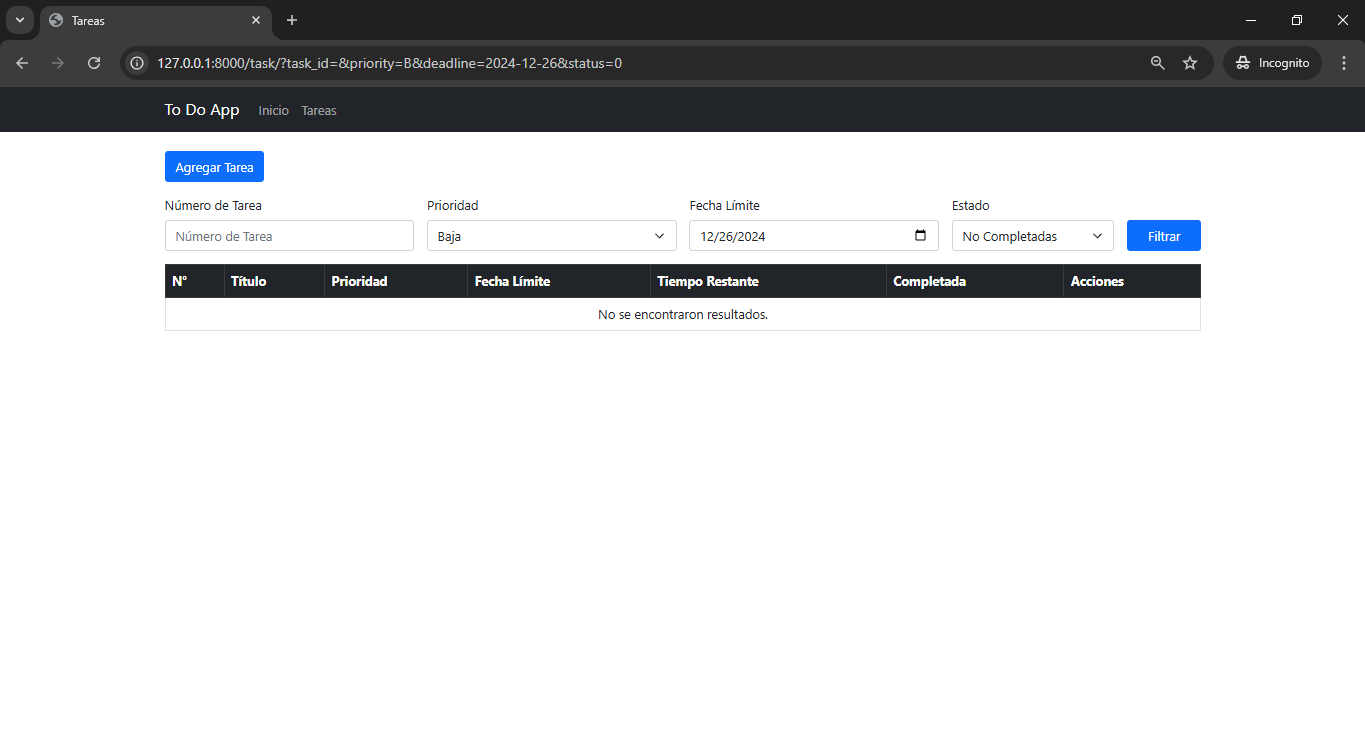 Tareas
127.0.0.1:8000/task/?task_id=&priority=B&deadline=2024-12-26&status=0
Incognito
To Do App Inicio Tareas
Agregar Tarea
Número de Tarea Prioridad Fecha Límite Estado
Número de Tarea Baja 12/26/2024 No Completadas Filtrar
N° Título Prioridad Fecha Límite Tiempo Restante Completada Acciones
No se encontraron resultados.